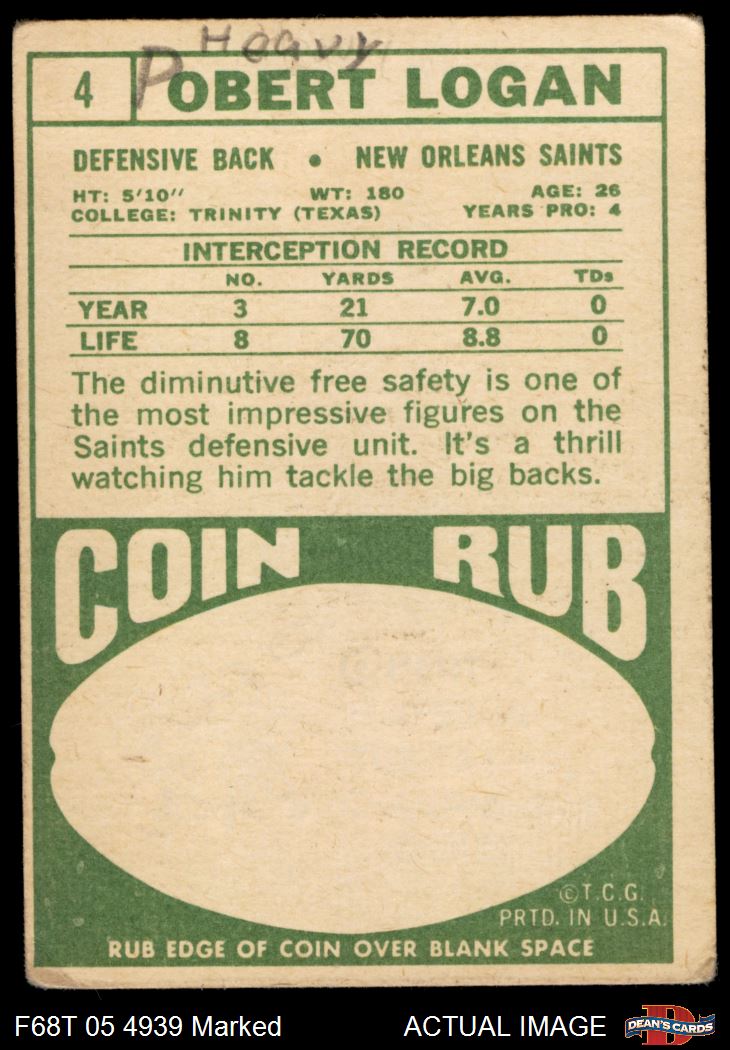 Heavy
4 POBERT LOGAN
DEFENSIVE BACK • NEW ORLEANS SAINTS
HT: 5'10" WT: 180 AGE: 26
COLLEGE: TRINITY (TEXAS) YEARS PRO: 4
INTERCEPTION RECORD
NO. YARDS AVG. TDs
YEAR 3 21 7.0 0
LIFE 8 70 8.8 0
The diminutive free safety is one of
the most impressive figures on the
Saints defensive unit. It's a thrill
watching him tackle the big backs.
COIN RUB
©T.C.G.
PRTD. IN U.S.A.
RUB EDGE OF COIN OVER BLANK SPACE
F68T 05 4939 Marked ACTUAL IMAGE D DEAN'S CARDS